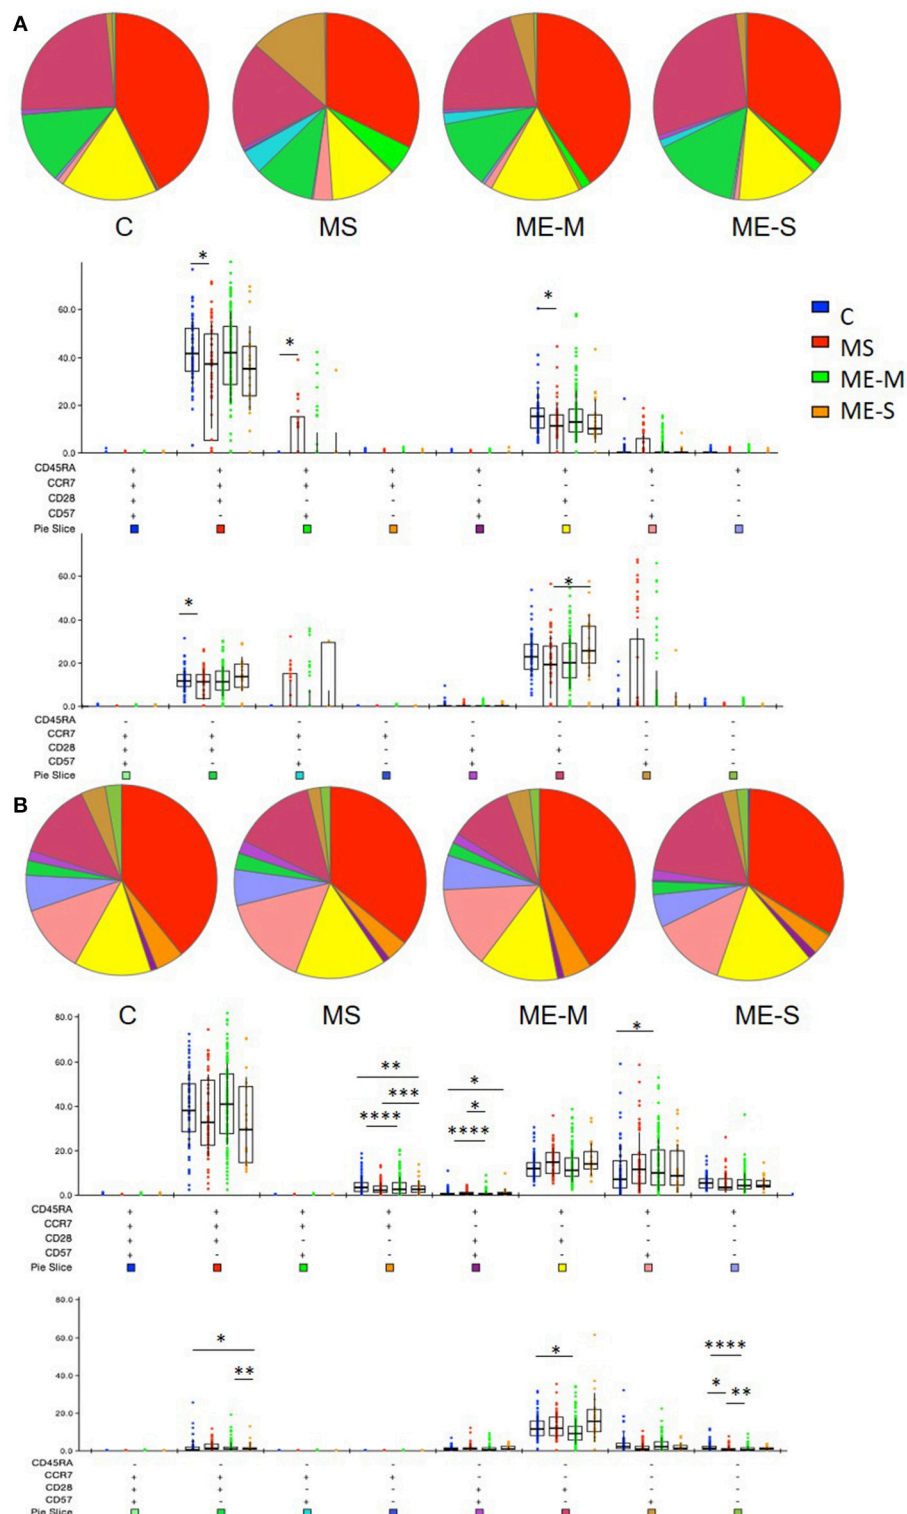 A
C MS ME-M ME-S
* * *
60.0
40.0
20.0
0.0
C
MS
ME-M
ME-S
CD45RA + + + + + + + +
CCR7 + + + + - - - -
CD28 + + - - + + - -
CD57 + - + - + - + -
Pie Slice
* *
60.0
40.0
20.0
0.0
CD45RA - - - - - - - -
CCR7 + + + + - - - -
CD28 + + - - + + - -
CD57 + - + - + - + -
Pie Slice
B
C MS ME-M ME-S
80.0
60.0
40.0
20.0
0.0
** *** **** * * **** *
CD45RA + + + + + + + +
CCR7 + + + + - - - -
CD28 + + - - + + - -
CD57 + - + - + - + -
Pie Slice
80.0
60.0
40.0
20.0
0.0
* ** * **** * **
CD45RA - - - - - - - -
CCR7 + + + + - - - -
CD28 + + - - + + - -
CD57 + - + - + - + -
Pie Slice